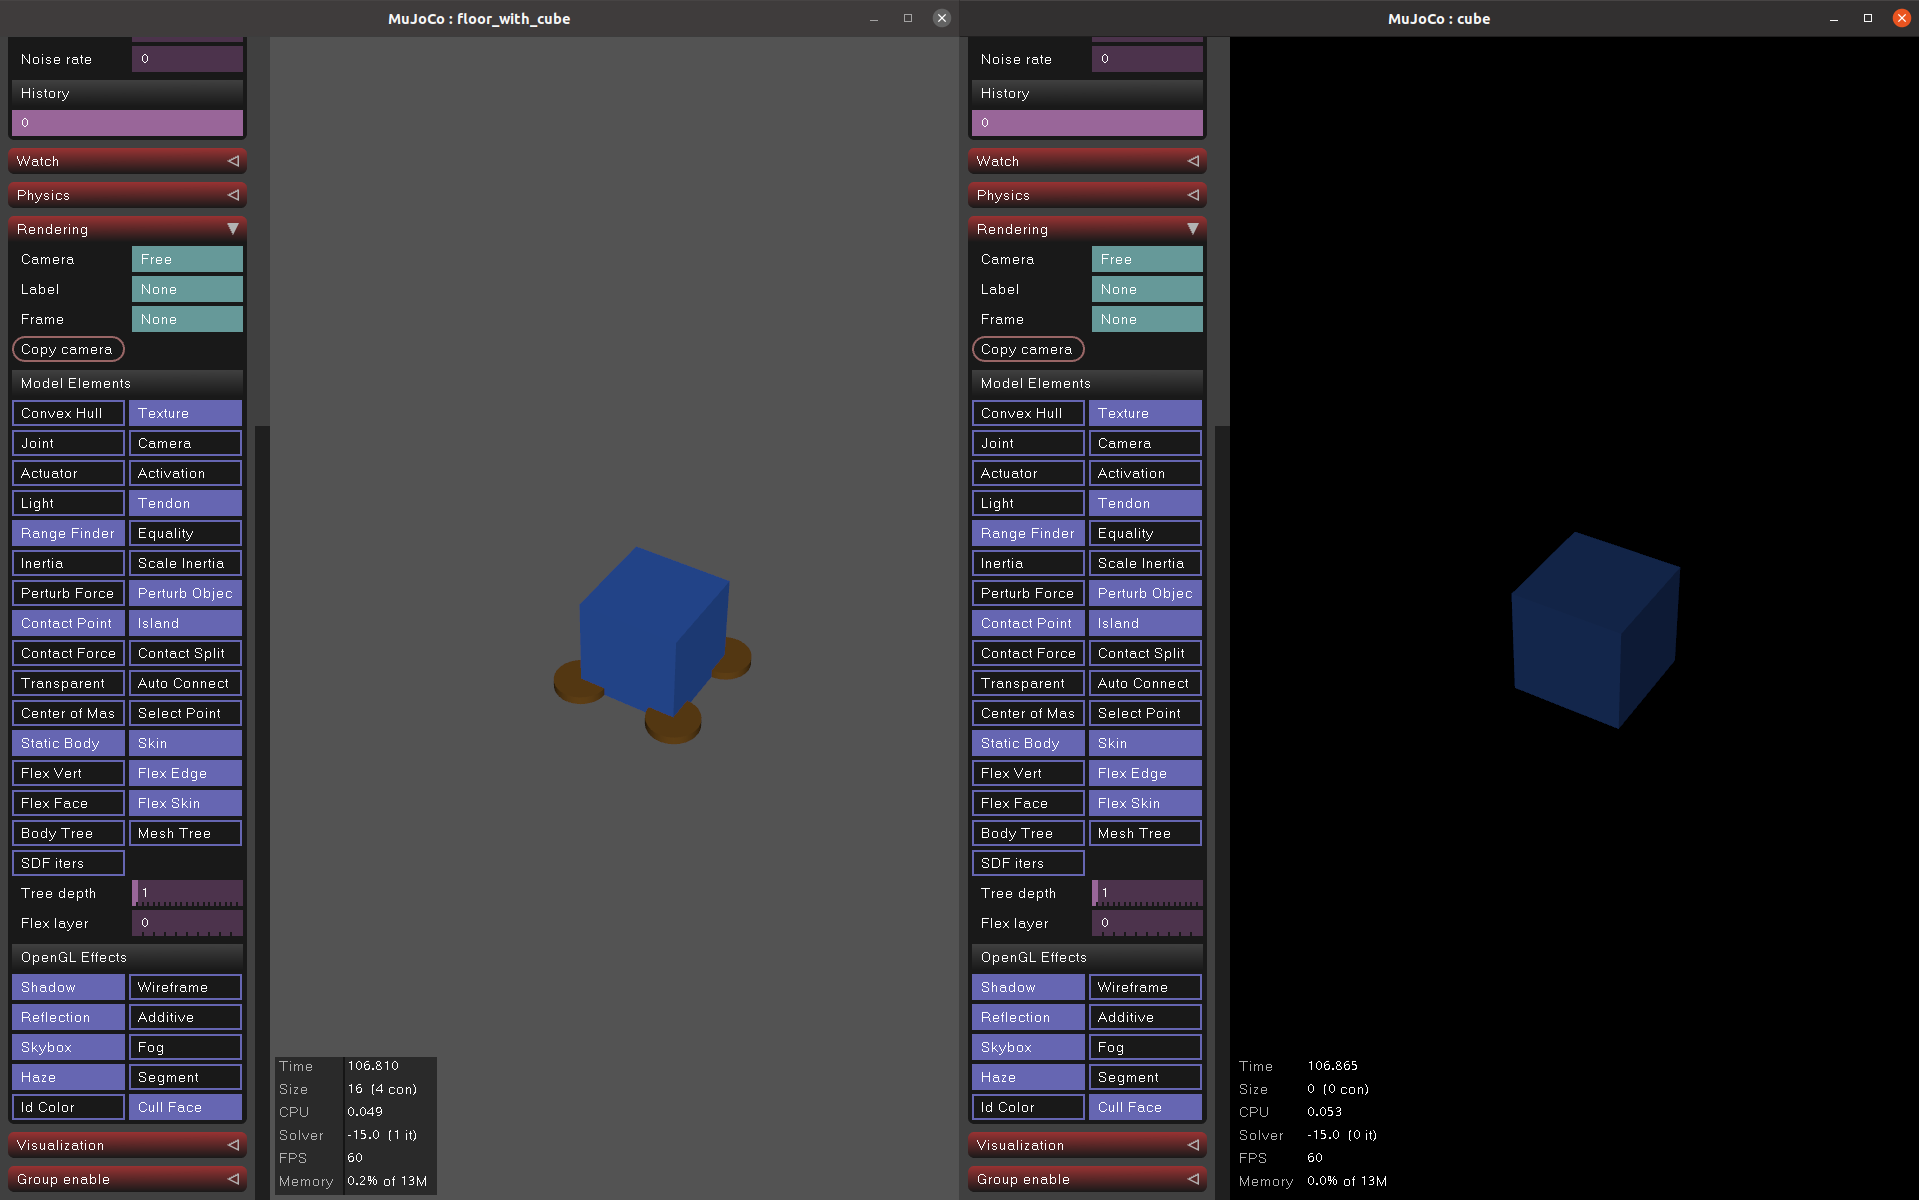 MuJoCo : floor_with_cube
Noise rate 0
History
0
Watch
Physics
Rendering
Camera Free
Label None
Frame None
Copy camera
Model Elements
Convex Hull Texture
Joint Camera
Actuator Activation
Light Tendon
Range Finder Equality
Inertia Scale Inertia
Perturb Force Perturb Objec
Contact Point Island
Contact Force Contact Split
Transparent Auto Connect
Center of Mas Select Point
Static Body Skin
Flex Vert Flex Edge
Flex Face Flex Skin
Body Tree Mesh Tree
SDF iters
Tree depth 1
Flex layer 0
OpenGL Effects
Shadow Wireframe
Reflection Additive
Skybox Fog
Haze Segment
Id Color Cull Face
Visualization
Group enable
Time 106.810
Size 16 (4 con)
CPU 0.049
Solver -15.0 (1 it)
FPS 60
Memory 0.2% of 13M
MuJoCo : cube
Noise rate 0
History
0
Watch
Physics
Rendering
Camera Free
Label None
Frame None
Copy camera
Model Elements
Convex Hull Texture
Joint Camera
Actuator Activation
Light Tendon
Range Finder Equality
Inertia Scale Inertia
Perturb Force Perturb Objec
Contact Point Island
Contact Force Contact Split
Transparent Auto Connect
Center of Mas Select Point
Static Body Skin
Flex Vert Flex Edge
Flex Face Flex Skin
Body Tree Mesh Tree
SDF iters
Tree depth 1
Flex layer 0
OpenGL Effects
Shadow Wireframe
Reflection Additive
Skybox Fog
Haze Segment
Id Color Cull Face
Visualization
Group enable
Time 106.865
Size 0 (0 con)
CPU 0.053
Solver -15.0 (0 it)
FPS 60
Memory 0.0% of 13M